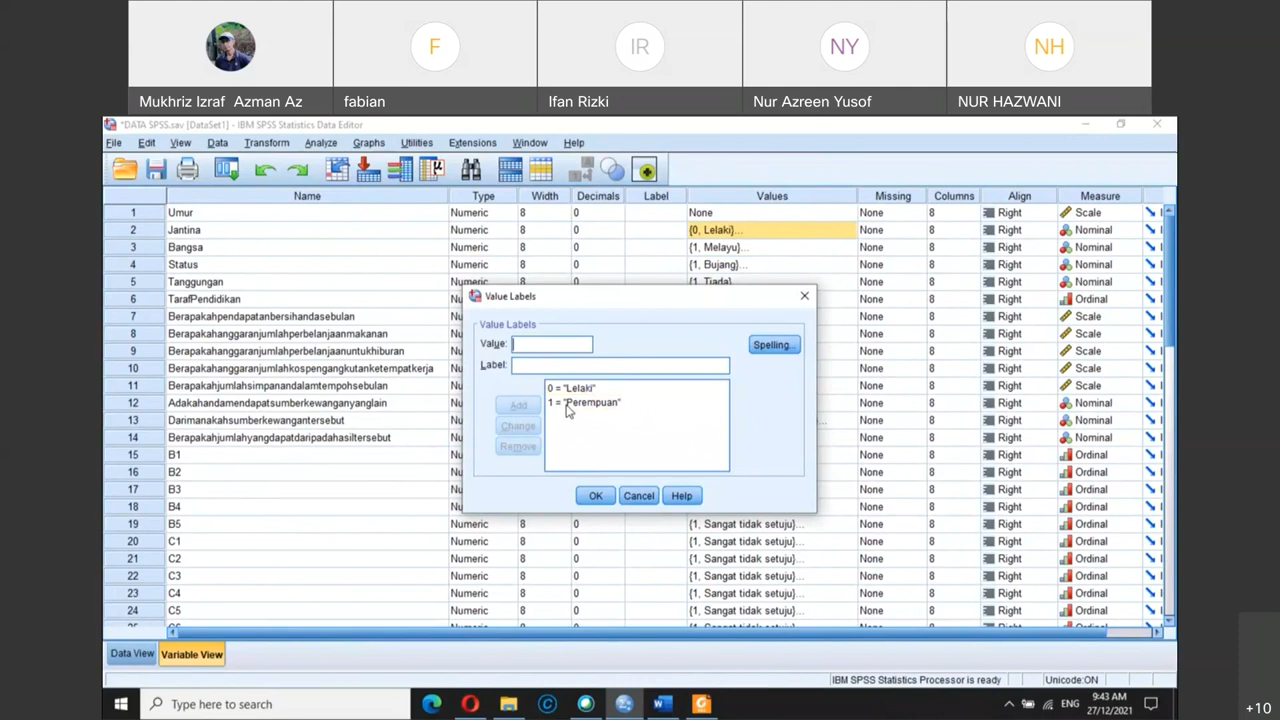 F
IR
NY
NH
Mukhriz Izraf Azman Az
fabian
Ifan Rizki
Nur Azreen Yusof
NUR HAZWANI
*DATA SPSS.sav [DataSet1] - IBM SPSS Statistics Data Editor
File Edit View Data Transform Analyze Graphs Utilities Extensions Window Help
Name Type Width Decimals Label Values Missing Columns Align Measure
1 Umur Numeric 8 0 None None 8 Right Scale
2 Jantina Numeric 8 0 {0, Lelaki}... None 8 Right Nominal
3 Bangsa Numeric 8 0 {1, Melayu}... None 8 Right Nominal
4 Status Numeric 8 0 {1, Bujang}... None 8 Right Nominal
5 Tanggungan Numeric 8 0 {1, Tiada} None 8 Right Nominal
6 TarafPendidikan None 8 Right Ordinal
7 Berapakahpendapatanbersihandasebulan None 8 Right Scale
8 Berapakahanggaranjumlahperbelanjaanmakanan None 8 Right Scale
9 Berapakahanggaranjumlahperbelanjaanuntukhiburan None 8 Right Scale
10 Berapakahanggarankospengangkutanketempatkerja None 8 Right Scale
11 Berapakahjumlahsimpanandalamtempohsebulan None 8 Right Scale
12 Adakahandamendapatsumberkewanganyanglain None 8 Right Nominal
13 Darimanakahsumberkewangantersebut None 8 Right Nominal
14 Berapakahjumlahyangdapatdaripadahasiltersebut None 8 Right Nominal
15 B1 None 8 Right Ordinal
16 B2 None 8 Right Ordinal
17 B3 None 8 Right Ordinal
18 B4 None 8 Right Ordinal
19 B5 Numeric 8 0 {1, Sangat tidak setuju}... None 8 Right Ordinal
20 C1 Numeric 8 0 {1, Sangat tidak setuju}... None 8 Right Ordinal
21 C2 Numeric 8 0 {1, Sangat tidak setuju}... None 8 Right Ordinal
22 C3 Numeric 8 0 {1, Sangat tidak setuju}... None 8 Right Ordinal
23 C4 Numeric 8 0 {1, Sangat tidak setuju}... None 8 Right Ordinal
24 C5 Numeric 8 0 {1, Sangat tidak setuju}... None 8 Right Ordinal
Value Labels
Value Labels
Value:
Spelling...
Label:
0 = "Lelaki"
1 = "Perempuan"
Add
Change
Remove
OK Cancel Help
Data View Variable View
IBM SPSS Statistics Processor is ready Unicode:ON
Type here to search
ENG
9:43 AM
27/12/2021
+10